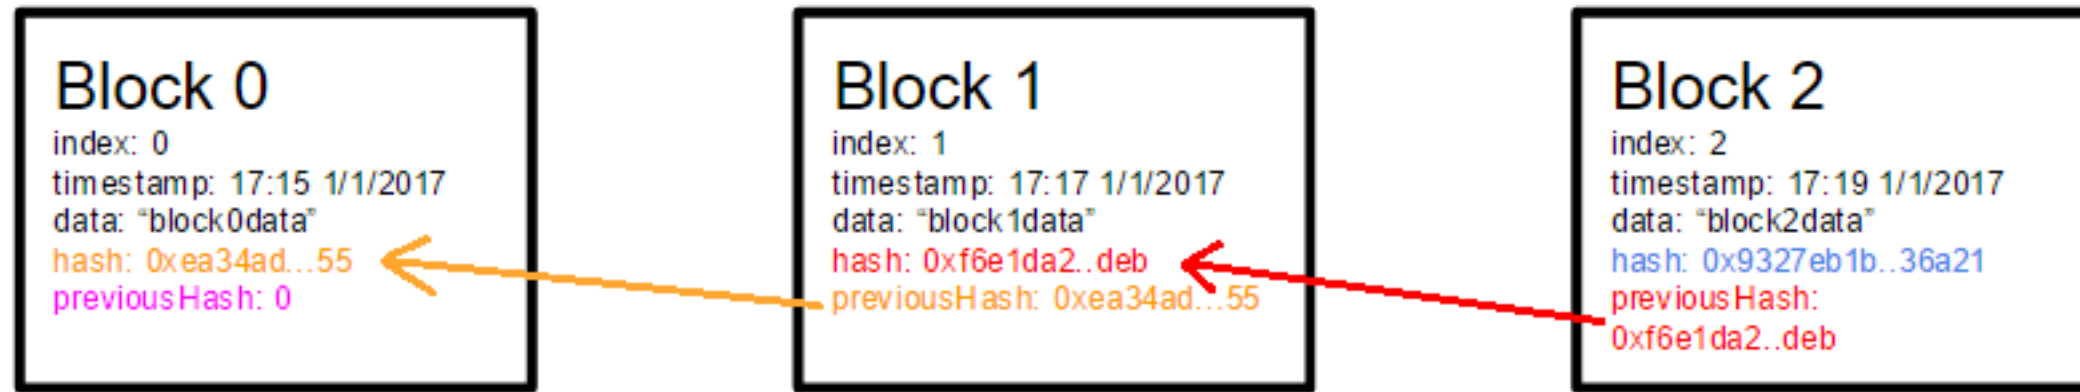 Block 0
index: 0
timestamp: 17:15 1/1/2017
data: “block0data”
hash: 0xea34ad...55
previousHash: 0
Block 1
index: 1
timestamp: 17:17 1/1/2017
data: “block1data”
hash: 0xf6e1da2..deb
previousHash: 0xea34ad...55
Block 2
index: 2
timestamp: 17:19 1/1/2017
data: “block2data”
hash: 0x9327eb1b..36a21
previousHash:
0xf6e1da2..deb